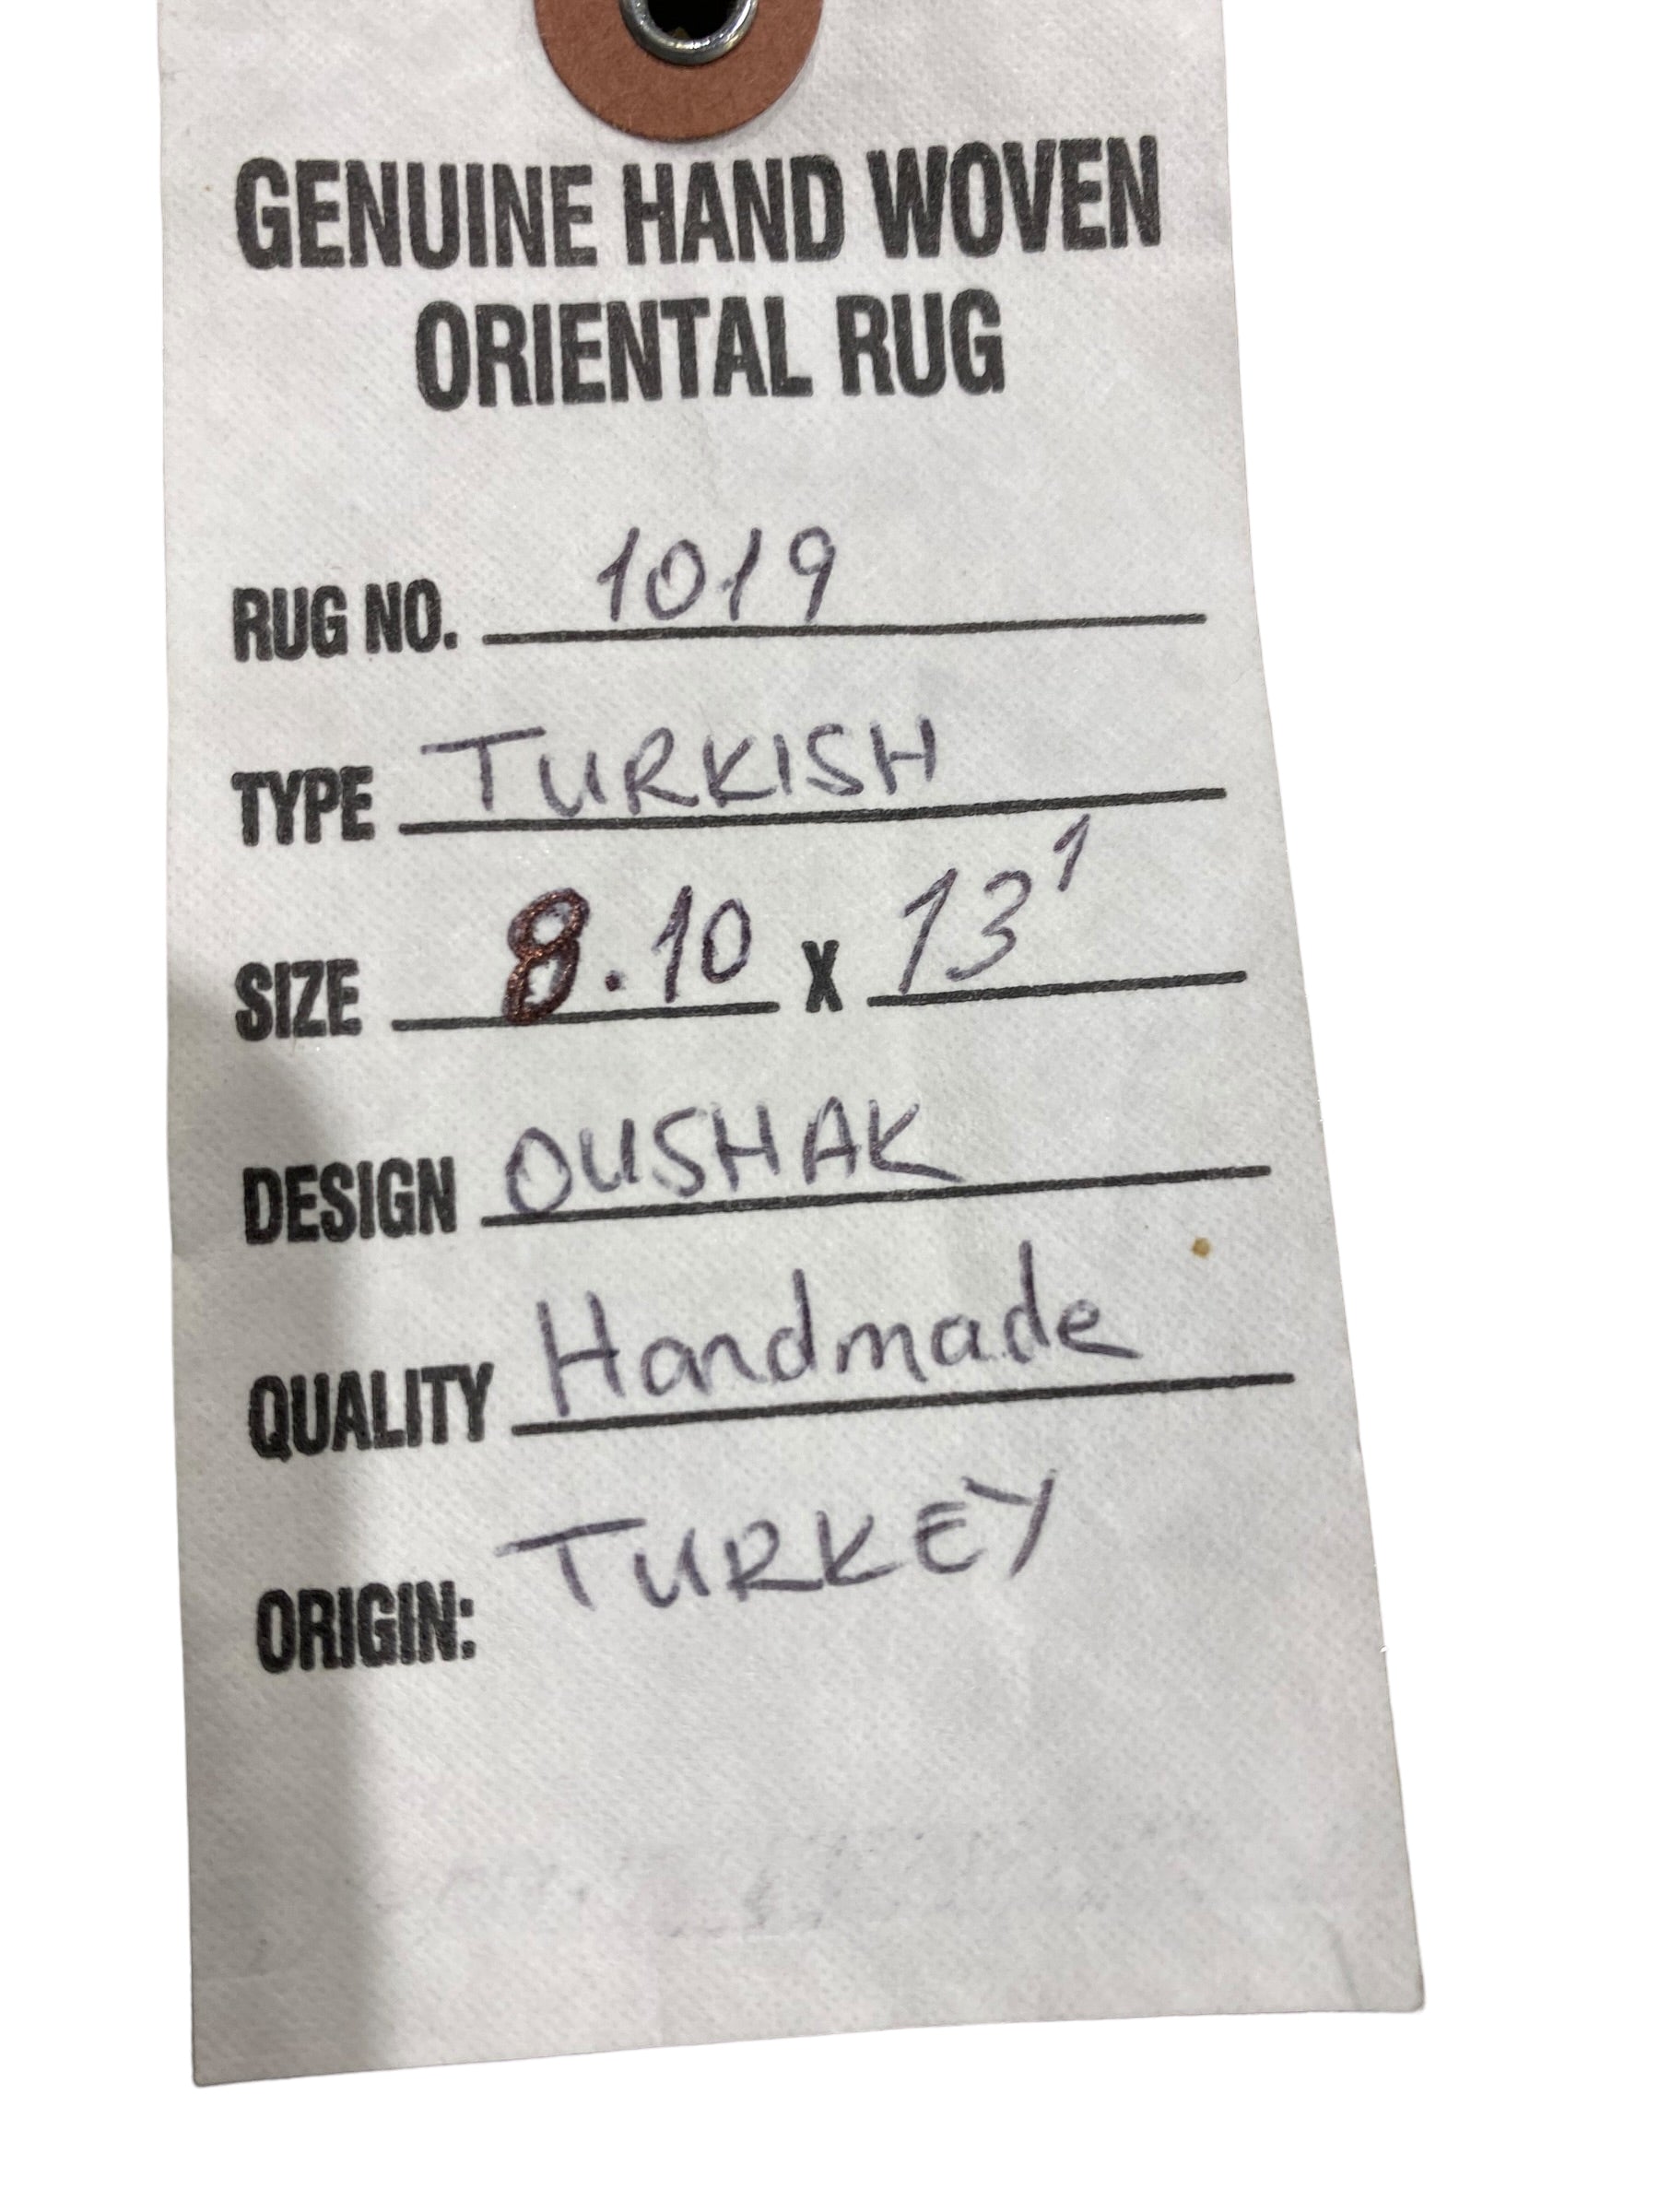 GENUINE HAND WOVEN
ORIENTAL RUG
RUG NO. 1019
TYPE TURKISH
SIZE 8.10 X 13'
DESIGN OUSHAK
QUALITY Handmade
ORIGIN: TURKEY